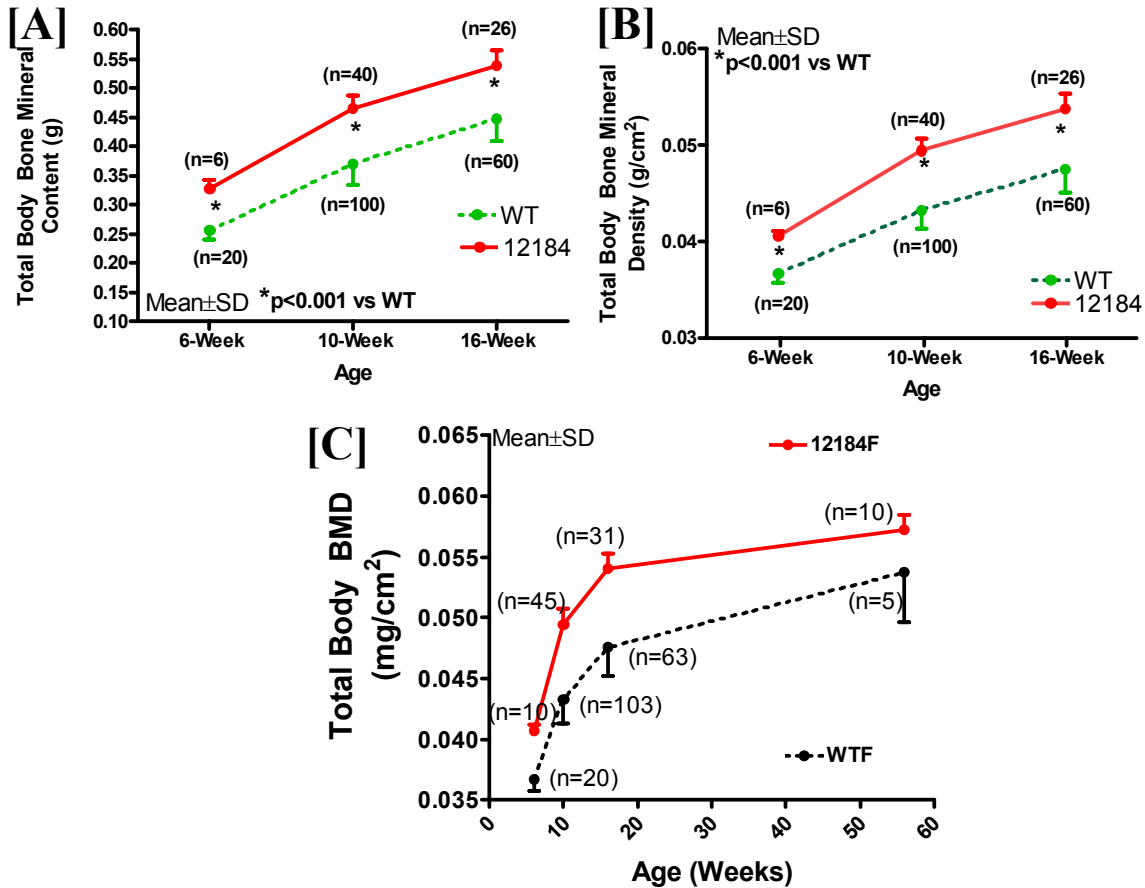 [A]
Total Body Bone Mineral
Content (g)
0.60
0.55
0.50
0.45
0.40
0.35
0.30
0.25
0.20
0.15
0.10
(n=6)
(n=40)
(n=26)
*
*
*
(n=20)
(n=100)
(n=60)
WT
12184
Mean±SD *p<0.001 vs WT
6-Week
10-Week
16-Week
Age
[B]
Total Body Bone Mineral
Density (g/cm²)
0.06
0.05
0.04
0.03
Mean±SD
*p<0.001 vs WT
(n=6)
(n=40)
(n=26)
*
*
*
(n=20)
(n=100)
(n=60)
WT
12184
6-Week
10-Week
16-Week
Age
[C]
Total Body BMD
(mg/cm²)
0.065
0.060
0.055
0.050
0.045
0.040
0.035
Mean±SD
12184F
(n=10)
(n=45)
(n=31)
(n=10)
(n=20)
(n=103)
(n=63)
(n=5)
WTF
0
10
20
30
40
50
60
Age (Weeks)